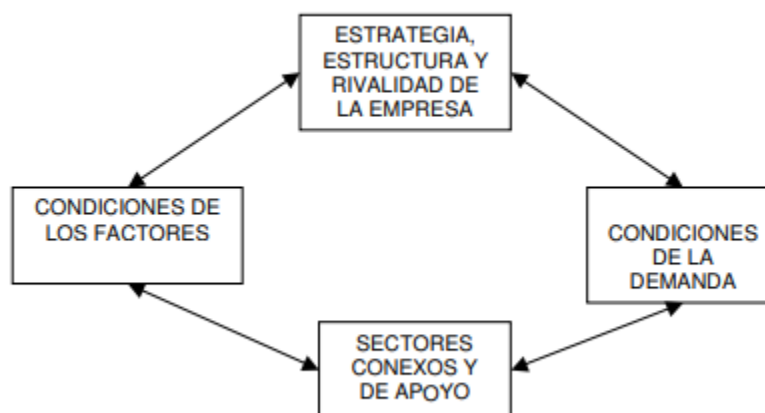 ESTRATEGIA,
ESTRUCTURA Y
RIVALIDAD DE
LA EMPRESA
CONDICIONES DE
LOS FACTORES
CONDICIONES
DE LA
DEMANDA
SECTORES
CONEXOS Y
DE APOYO